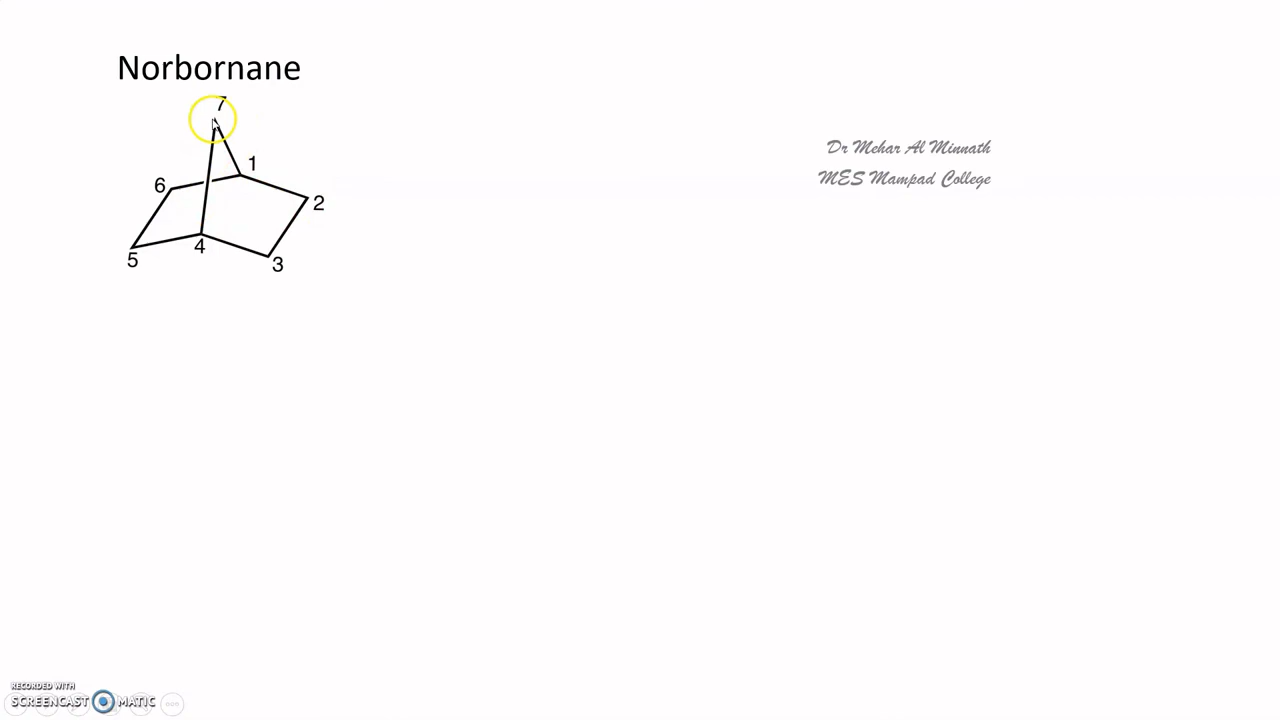 Norbornane
7
1
6
2
4
5
3
Dr Mehar Al Minnath
MES Mampad College
RECORDED WITH
SCREENCAST MATIC